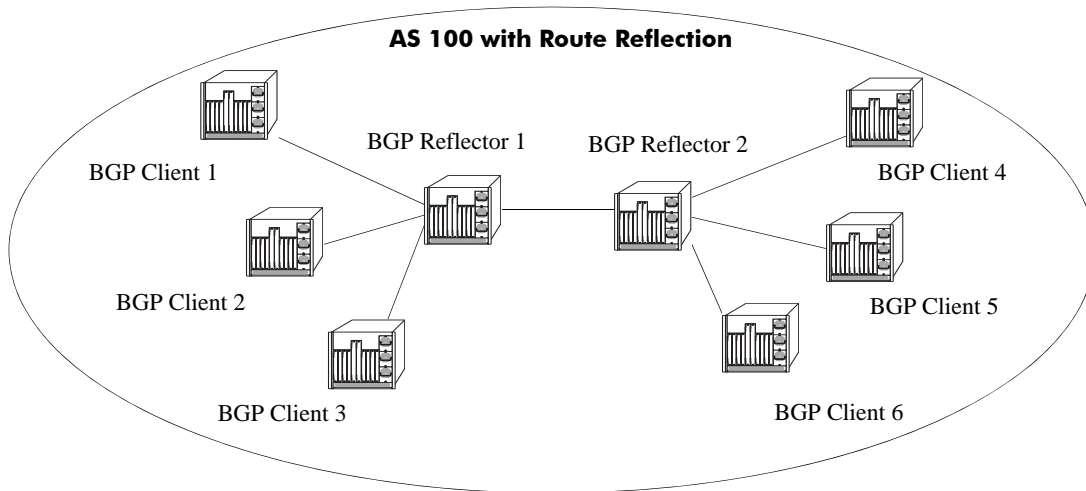 AS 100 with Route Reflection
BGP Client 1
BGP Reflector 1
BGP Reflector 2
BGP Client 4
BGP Client 2
BGP Client 5
BGP Client 3
BGP Client 6